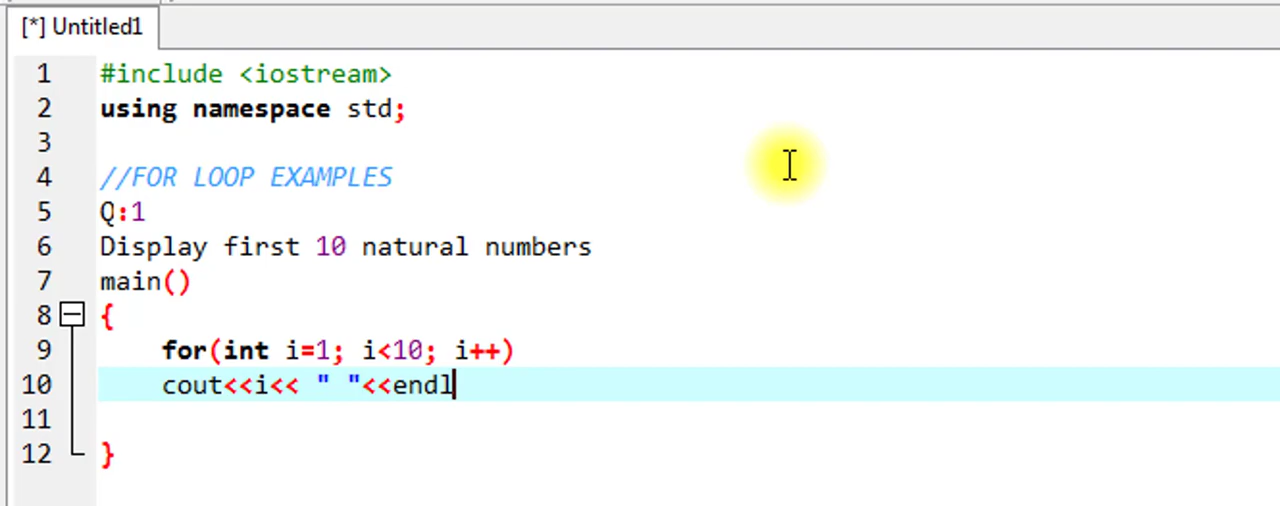 [*] Untitled1
1 #include <iostream>
2 using namespace std;
3
4 //FOR LOOP EXAMPLES
5 Q:1
6 Display first 10 natural numbers
7 main()
8 {
9 for(int i=1; i<10; i++)
10 cout<<i<< " "<<endl
11
12 }